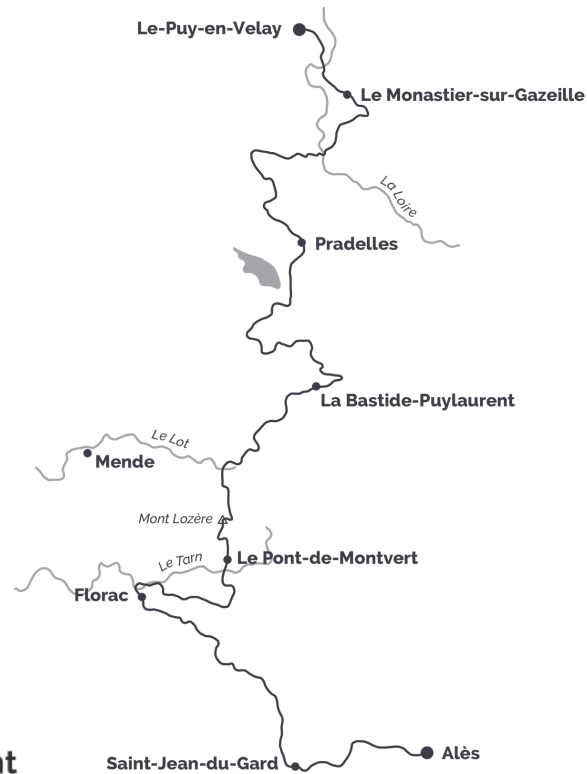 Le-Puy-en-Velay
Le Monastier-sur-Gazeille
La Loire
Pradelles
La Bastide-Puylaurent
Le Lot
Mende
Mont Lozère
Le Tarn
Le Pont-de-Montvert
Florac
nt
Alès
Saint-Jean-du-Gard